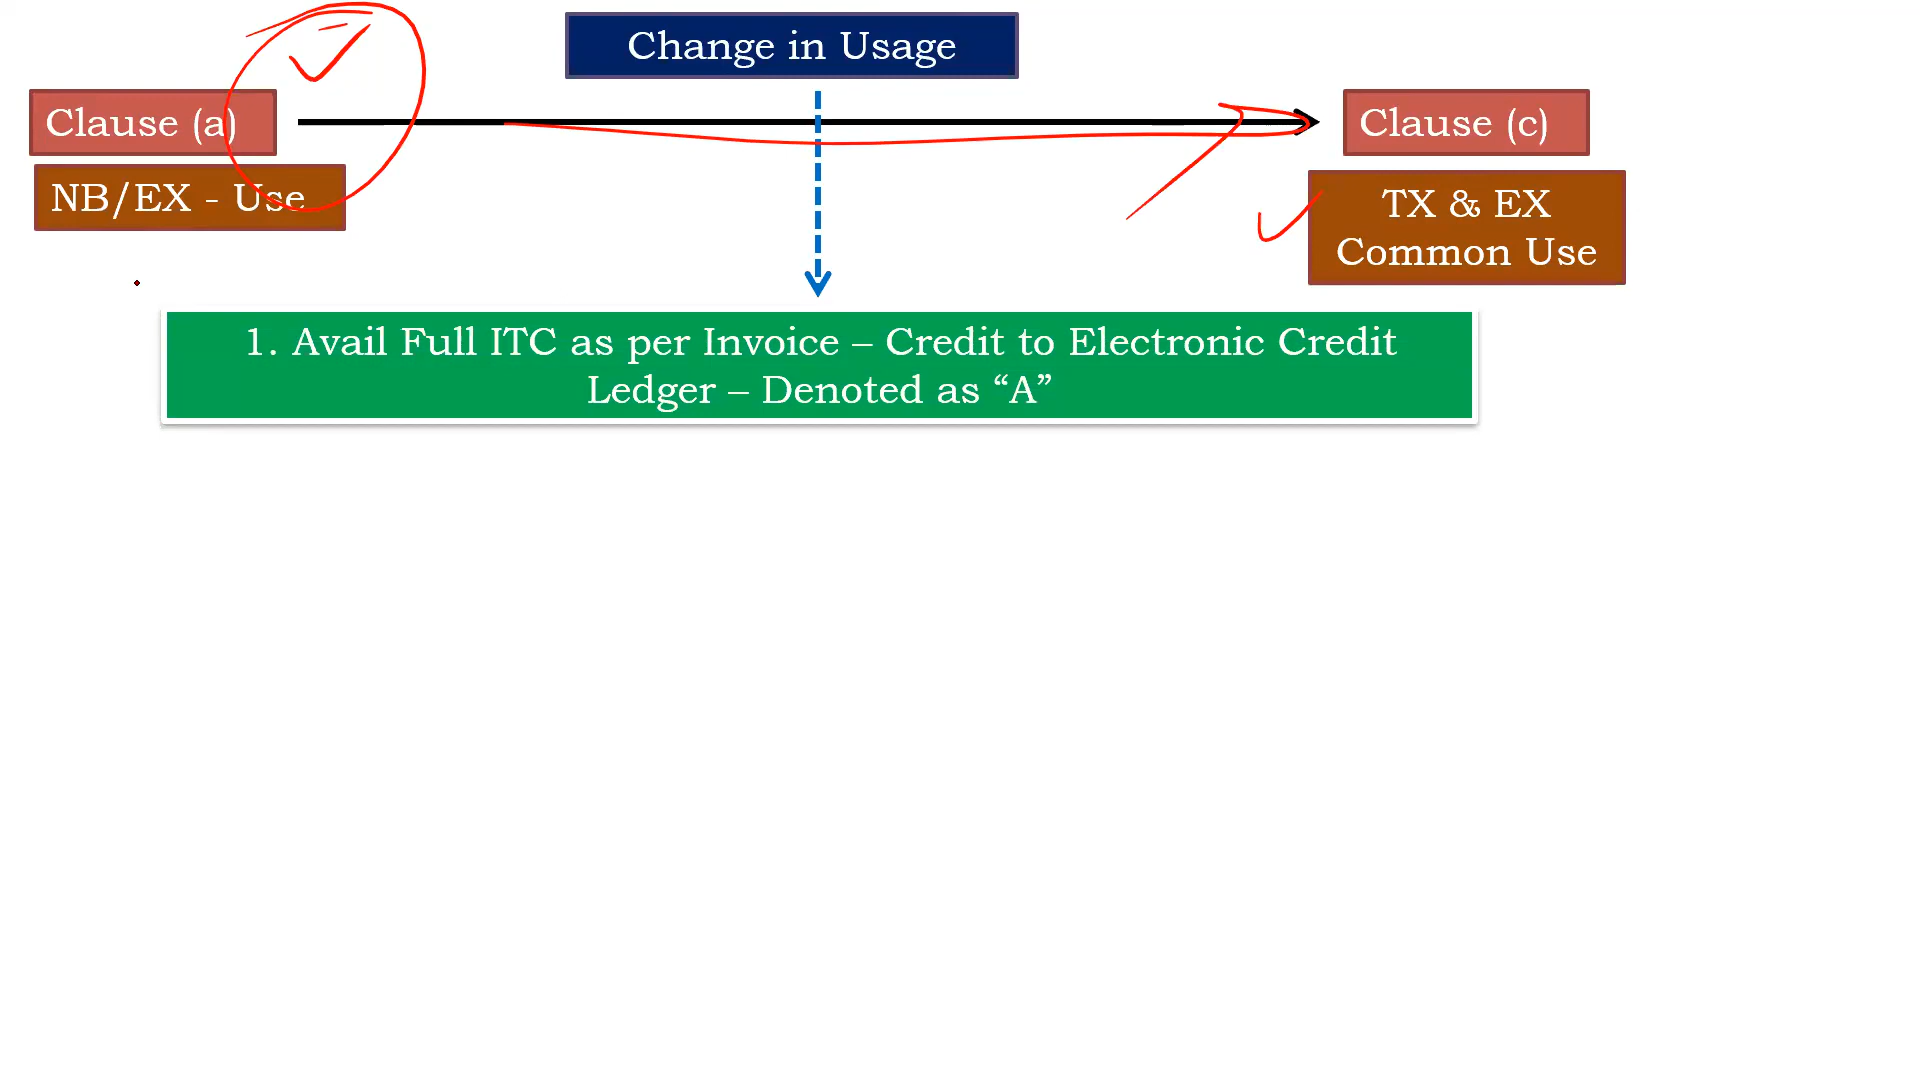 Change in Usage
Clause (a)
Clause (c)
NB/EX - Use
TX & EX
Common Use
1. Avail Full ITC as per Invoice – Credit to Electronic Credit
Ledger – Denoted as “A”